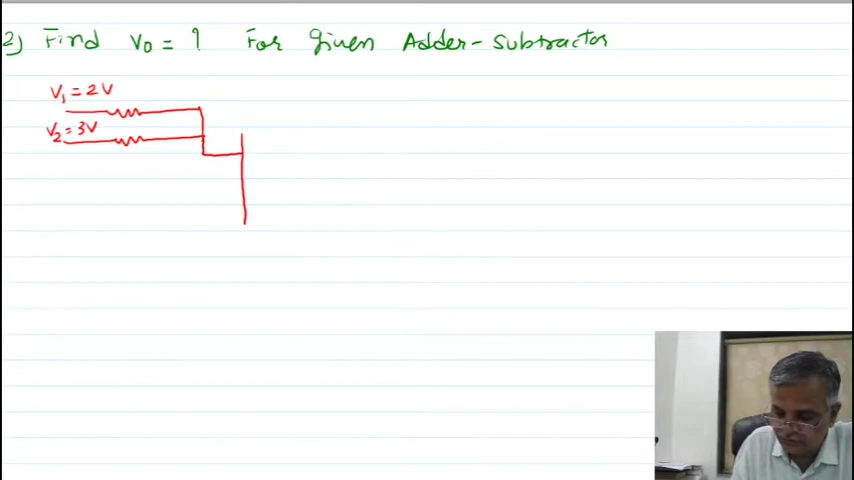 2) Find V₀ = ? For Given Adder-Subtractor
V₁ = 2V
V₂ = 3V